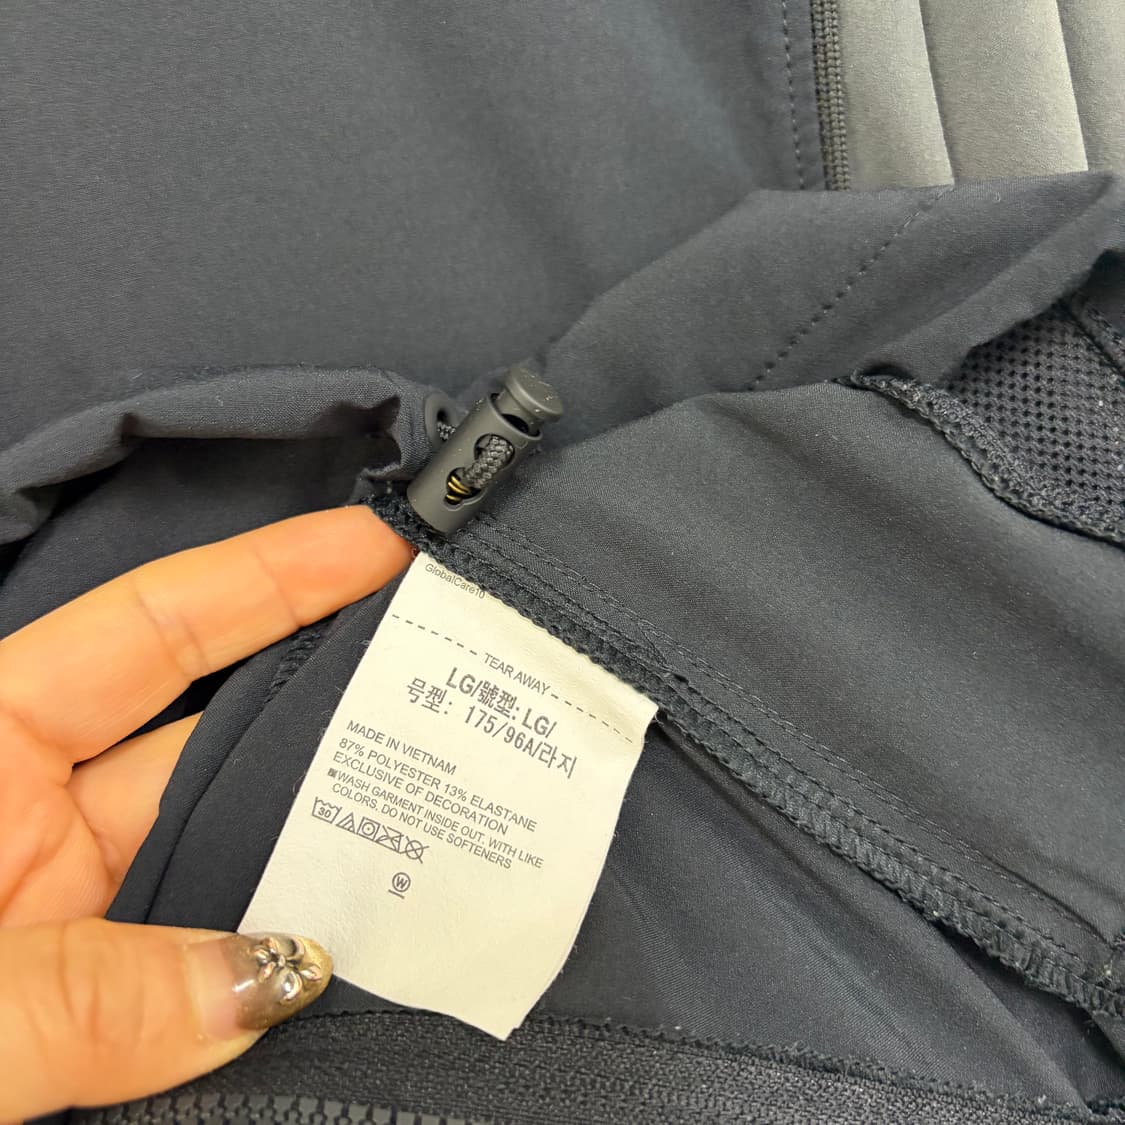 GlobalCare10
TEAR AWAY
LG/號型: LG/
号型: 175/96A/라지
MADE IN VIETNAM
87% POLYESTER 13% ELASTANE
EXCLUSIVE OF DECORATION
WASH GARMENT INSIDE OUT. WITH LIKE
COLORS. DO NOT USE SOFTENERS
30
W